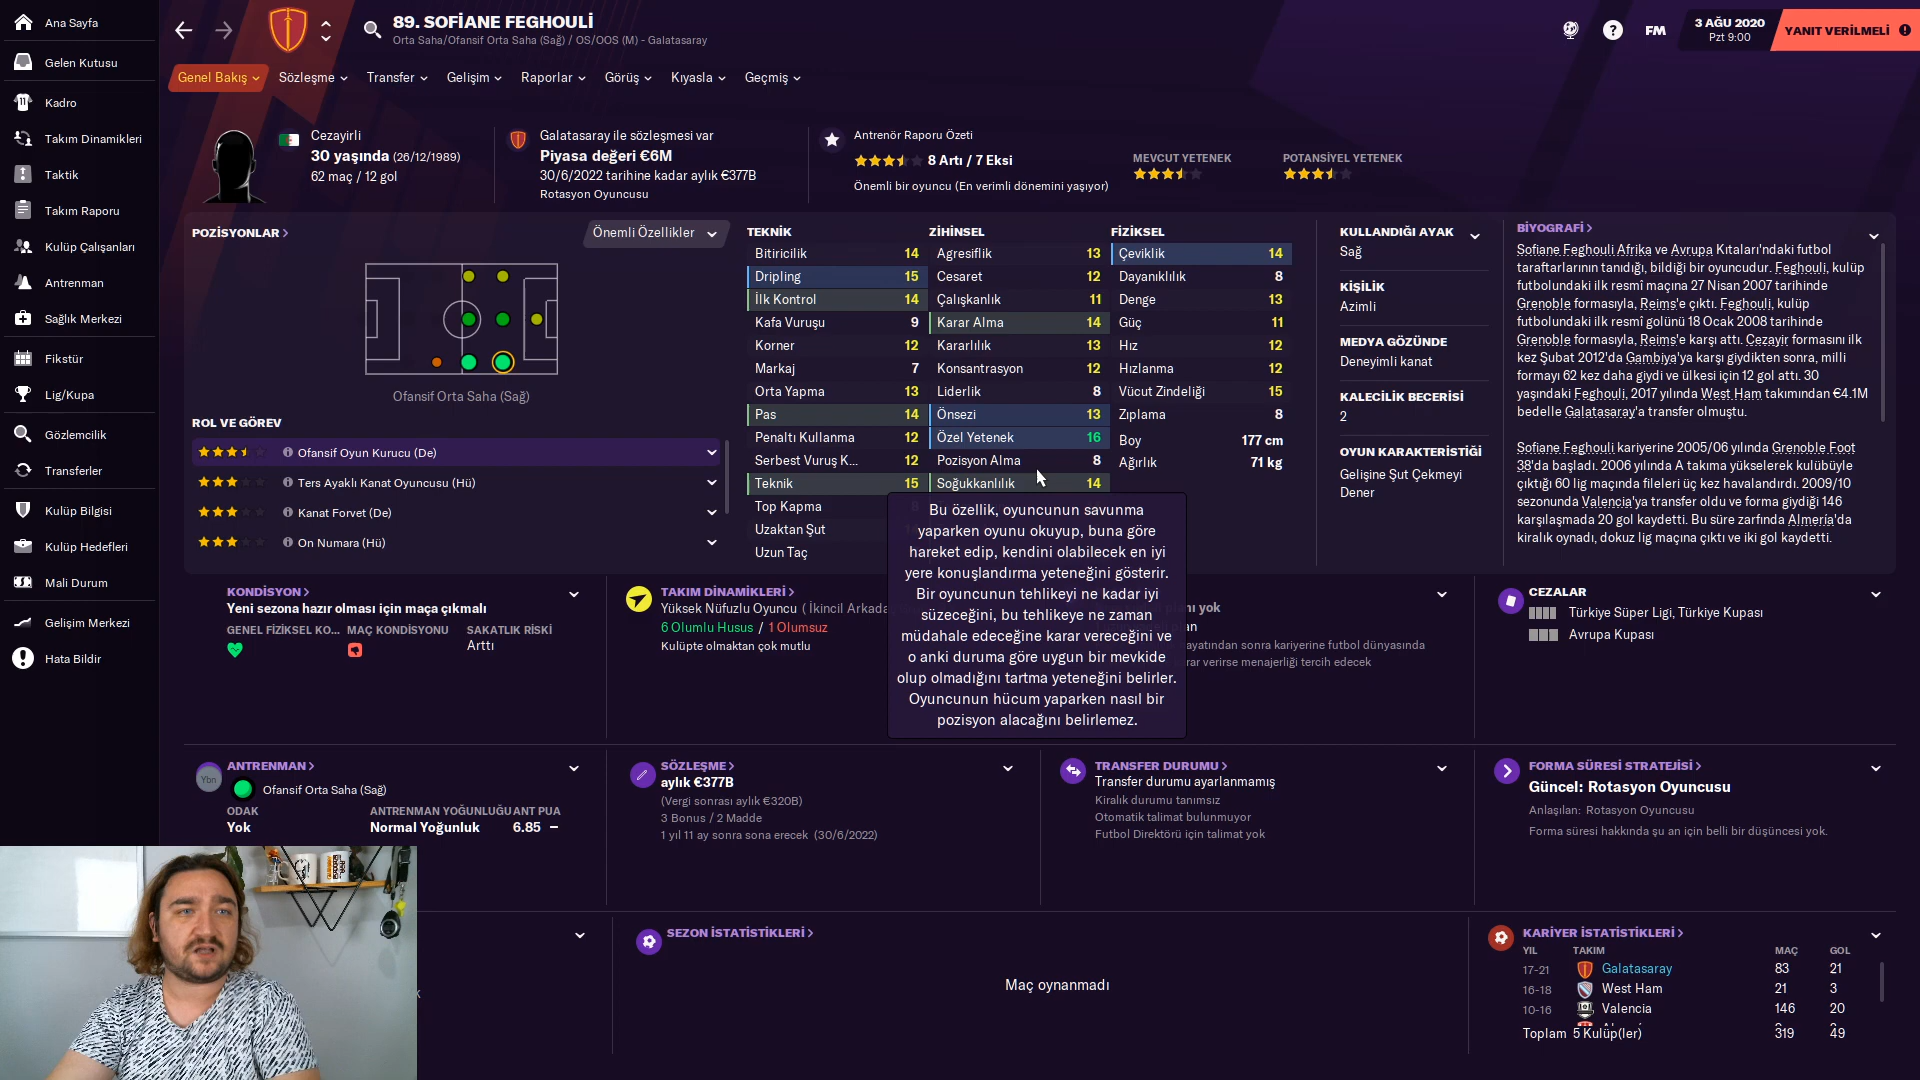 Ana Sayfa
Gelen Kutusu
Kadro
Takım Dinamikleri
Taktik
Takım Raporu
Kulüp Çalışanları
Antrenman
Sağlık Merkezi
Fikstür
Lig/Kupa
Gözlemcilik
Transferler
Kulüp Bilgisi
Kulüp Hedefleri
Mali Durum
Gelişim Merkezi
Hata Bildir
89. SOFİANE FEGHOULİ
Orta Saha/Ofansif Orta Saha (Sağ) / OS/OOS (M) - Galatasaray
FM
3 AĞU 2020
Pzt 9:00
YANIT VERİLMELİ
Genel Bakış
Sözleşme
Transfer
Gelişim
Raporlar
Görüş
Kıyasla
Geçmiş
Cezayirli
30 yaşında (26/12/1989)
62 maç / 12 gol
Galatasaray ile sözleşmesi var
Piyasa değeri €6M
30/6/2022 tarihine kadar aylık €377B
Rotasyon Oyuncusu
Antrenör Raporu Özeti
8 Artı / 7 Eksi
Önemli bir oyuncu (En verimli dönemini yaşıyor)
MEVCUT YETENEK
POTANSİYEL YETENEK
POZİSYONLAR
Önemli Özellikler
Ofansif Orta Saha (Sağ)
ROL VE GÖREV
Ofansif Oyun Kurucu (De)
Ters Ayaklı Kanat Oyuncusu (Hü)
Kanat Forvet (De)
On Numara (Hü)
TEKNİK
Bitiricilik 14
Dripling 15
İlk Kontrol 14
Kafa Vuruşu 9
Korner 12
Markaj 7
Orta Yapma 13
Pas 14
Penaltı Kullanma 12
Serbest Vuruş K... 12
Teknik 15
Top Kapma
Uzaktan Şut
Uzun Taç
ZİHİNSEL
Agresiflik 13
Cesaret 12
Çalışkanlık 11
Karar Alma 14
Kararlılık 13
Konsantrasyon 12
Liderlik 8
Önsezi 13
Özel Yetenek 16
Pozisyon Alma 8
Soğukkanlılık 14
FİZİKSEL
Çeviklik 14
Dayanıklılık 8
Denge 13
Güç 11
Hız 12
Hızlanma 12
Vücut Zindeliği 15
Zıplama 8
Boy 177 cm
Ağırlık 71 kg
Bu özellik, oyuncunun savunma
yaparken oyunu okuyup, buna göre
hareket edip, kendini olabilecek en iyi
yere konuşlandırma yeteneğini gösterir.
Bir oyuncunun tehlikeyi ne kadar iyi
süzeceğini, bu tehlikeye ne zaman
müdahale edeceğine karar vereceğini ve
o anki duruma göre uygun bir mevkide
olup olmadığını tartma yeteneğini belirler.
Oyuncunun hücum yaparken nasıl bir
pozisyon alacağını belirlemez.
KULLANDIĞI AYAK
Sağ
KİŞİLİK
Azimli
MEDYA GÖZÜNDE
Deneyimli kanat
KALECİLİK BECERİSİ
2
OYUN KARAKTERİSTİĞİ
Gelişine Şut Çekmeyi
Dener
BİYOGRAFİ
Sofiane Feghouli Afrika ve Avrupa Kıtaları'ndaki futbol
taraftarlarının tanıdığı, bildiği bir oyuncudur. Feghouli, kulüp
futbolundaki ilk resmî maçına 27 Nisan 2007 tarihinde
Grenoble formasıyla, Reims'e çıktı. Feghouli, kulüp
futbolundaki ilk resmî golünü 18 Ocak 2008 tarihinde
Grenoble formasıyla, Reims'e karşı attı. Cezayir formasını ilk
kez Şubat 2012'da Gambiya'ya karşı giydikten sonra, milli
formayı 62 kez daha giydi ve ülkesi için 12 gol attı. 30
yaşındaki Feghouli, 2017 yılında West Ham takımından €4.1M
bedelle Galatasaray'a transfer olmuştu.
Sofiane Feghouli kariyerine 2005/06 yılında Grenoble Foot
38'da başladı. 2006 yılında A takıma yükselerek kulübüyle
çıktığı 60 lig maçında fileleri üç kez havalandırdı. 2009/10
sezonunda Valencia'ya transfer oldu ve forma giydiği 146
karşılaşmada 20 gol kaydetti. Bu süre zarfında Almería'da
kiralık oynadı, dokuz lig maçına çıktı ve iki gol kaydetti.
KONDİSYON
Yeni sezona hazır olması için maça çıkmalı
GENEL FİZİKSEL KO...
MAÇ KONDİSYONU
SAKATLIK RİSKİ
Arttı
TAKIM DİNAMİKLERİ
Yüksek Nüfuzlu Oyuncu ( İkincil Arkada
6 Olumlu Husus / 1 Olumsuz
Kulüpte olmaktan çok mutlu
yok
hayatından sonra kariyerine futbol dünyasında
verirse menajerliği tercih edecek
CEZALAR
Türkiye Süper Ligi, Türkiye Kupası
Avrupa Kupası
ANTRENMAN
Ybn
Ofansif Orta Saha (Sağ)
ODAK
Yok
ANTRENMAN YOĞUNLUĞU
Normal Yoğunluk
ANT PUA
6.85
SÖZLEŞME
aylık €377B
(Vergi sonrası aylık €320B)
3 Bonus / 2 Madde
1 yıl 11 ay sonra sona erecek (30/6/2022)
TRANSFER DURUMU
Transfer durumu ayarlanmamış
Kiralık durumu tanımsız
Otomatik talimat bulunmuyor
Futbol Direktörü için talimat yok
FORMA SÜRESİ STRATEJİSİ
Güncel: Rotasyon Oyuncusu
Anlaşılan: Rotasyon Oyuncusu
Forma süresi hakkında şu an için belli bir düşüncesi yok.
SEZON İSTATİSTİKLERİ
Maç oynanmadı
KARİYER İSTATİSTİKLERİ
YIL TAKIM MAÇ GOL
17-21 Galatasaray 83 21
16-18 West Ham 21 3
10-16 Valencia 146 20
Toplam 5 Kulüp(ler) 319 49